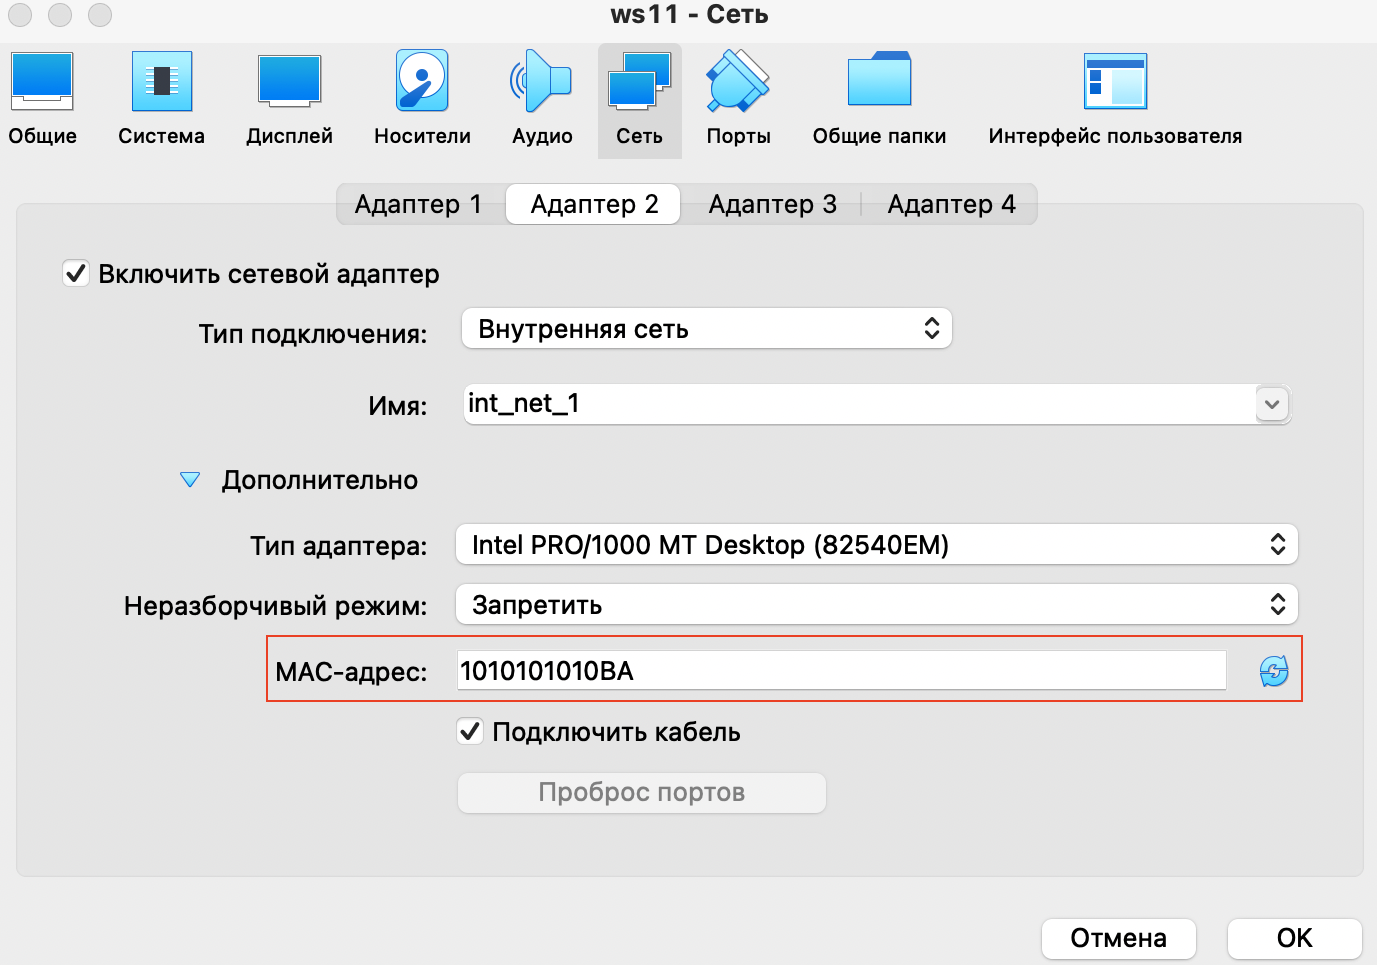 ws11 - Сеть
Общие Система Дисплей Носители Аудио Сеть Порты Общие папки Интерфейс пользователя
Адаптер 1 Адаптер 2 Адаптер 3 Адаптер 4
Включить сетевой адаптер
Тип подключения: Внутренняя сеть
Имя: int_net_1
Дополнительно
Тип адаптера: Intel PRO/1000 MT Desktop (82540EM)
Неразборчивый режим: Запретить
MAC-адрес: 1010101010BA
Подключить кабель
Проброс портов
Отмена OK